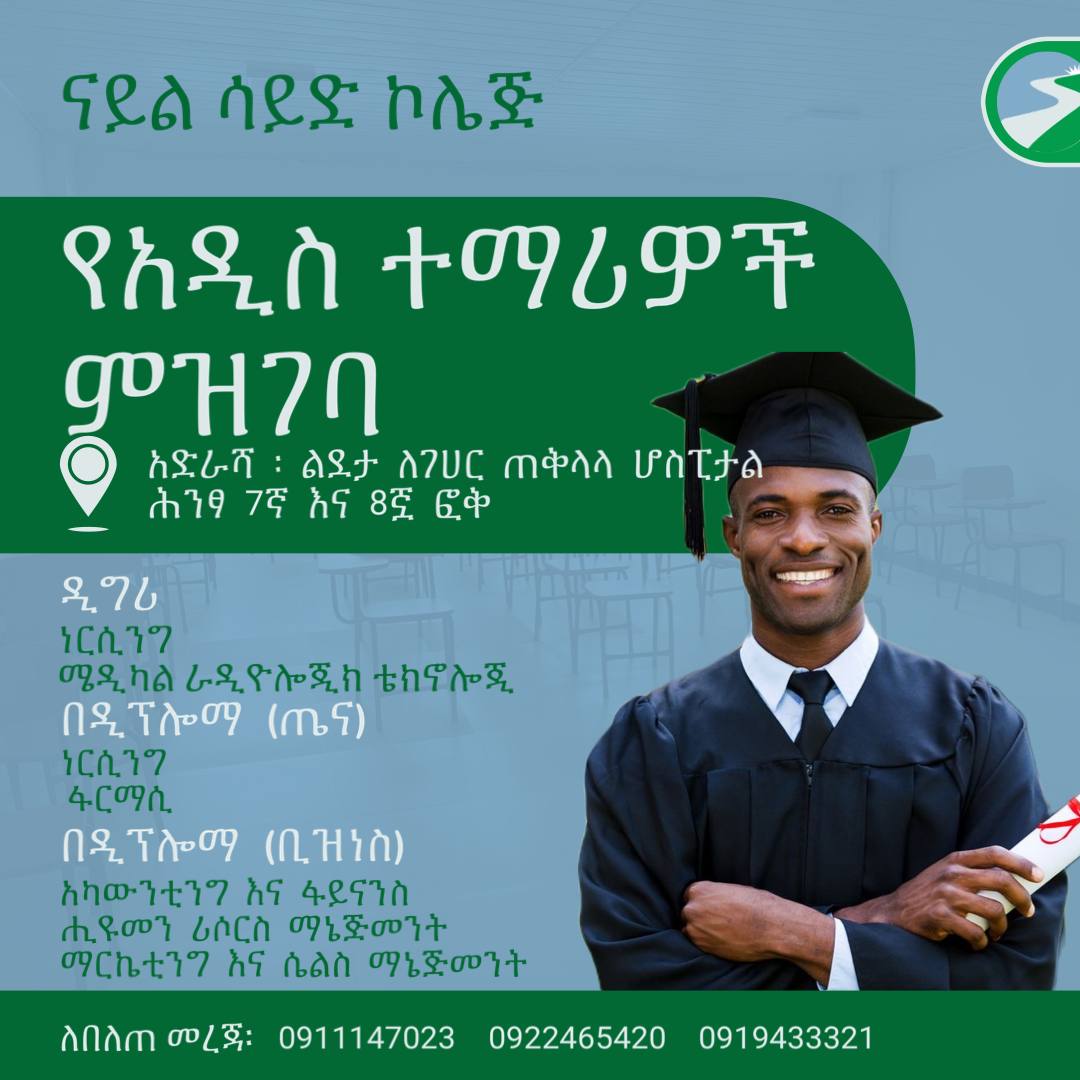 ናይል ሳይድ ኮሌጅ
የአዲስ ተማሪዎች
ምዝገባ
አድራሻ ፡ ልደታ ለገሀር ጠቅላላ ሆስፒታል
ሕንፃ 7ኛ እና 8ኟ ፎቅ
ዲግሪ
ነርሲንግ
ሜዲካል ራዲዮሎጂክ ቴክኖሎጂ
በዲፕሎማ (ጤና)
ነርሲንግ
ፋርማሲ
በዲፕሎማ (ቢዝነስ)
አካውንቲንግ እና ፋይናንስ
ሒዩመን ሪሶርስ ማኔጅመንት
ማርኬቲንግ እና ሴልስ ማኔጅመንት
ለበለጠ መረጃ፡ 0911147023 0922465420 0919433321